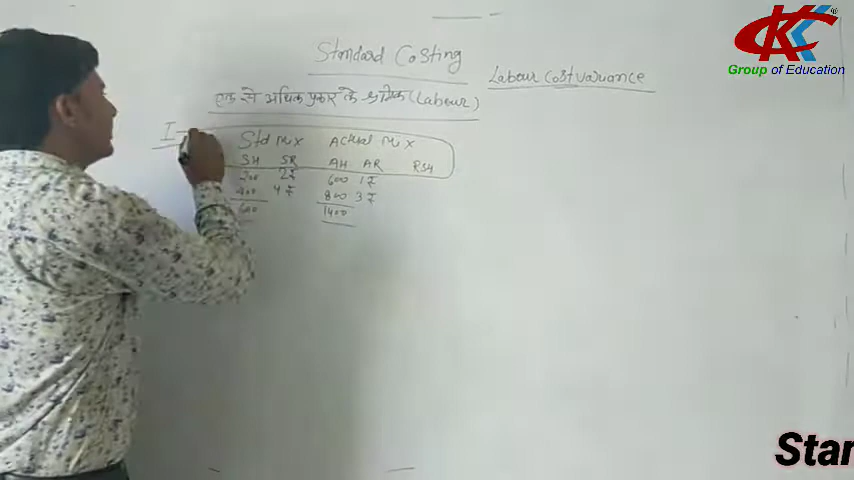 CKK
Group of Education
Standard Costing
Labour Cost variance
एक से अधिक प्रकार के श्रमिक (Labour)
I
Std Mix Actual Mix
SH SR AH AR RSH
200 2₹ 600 1₹
400 4₹ 800 3₹
600 1400
Star